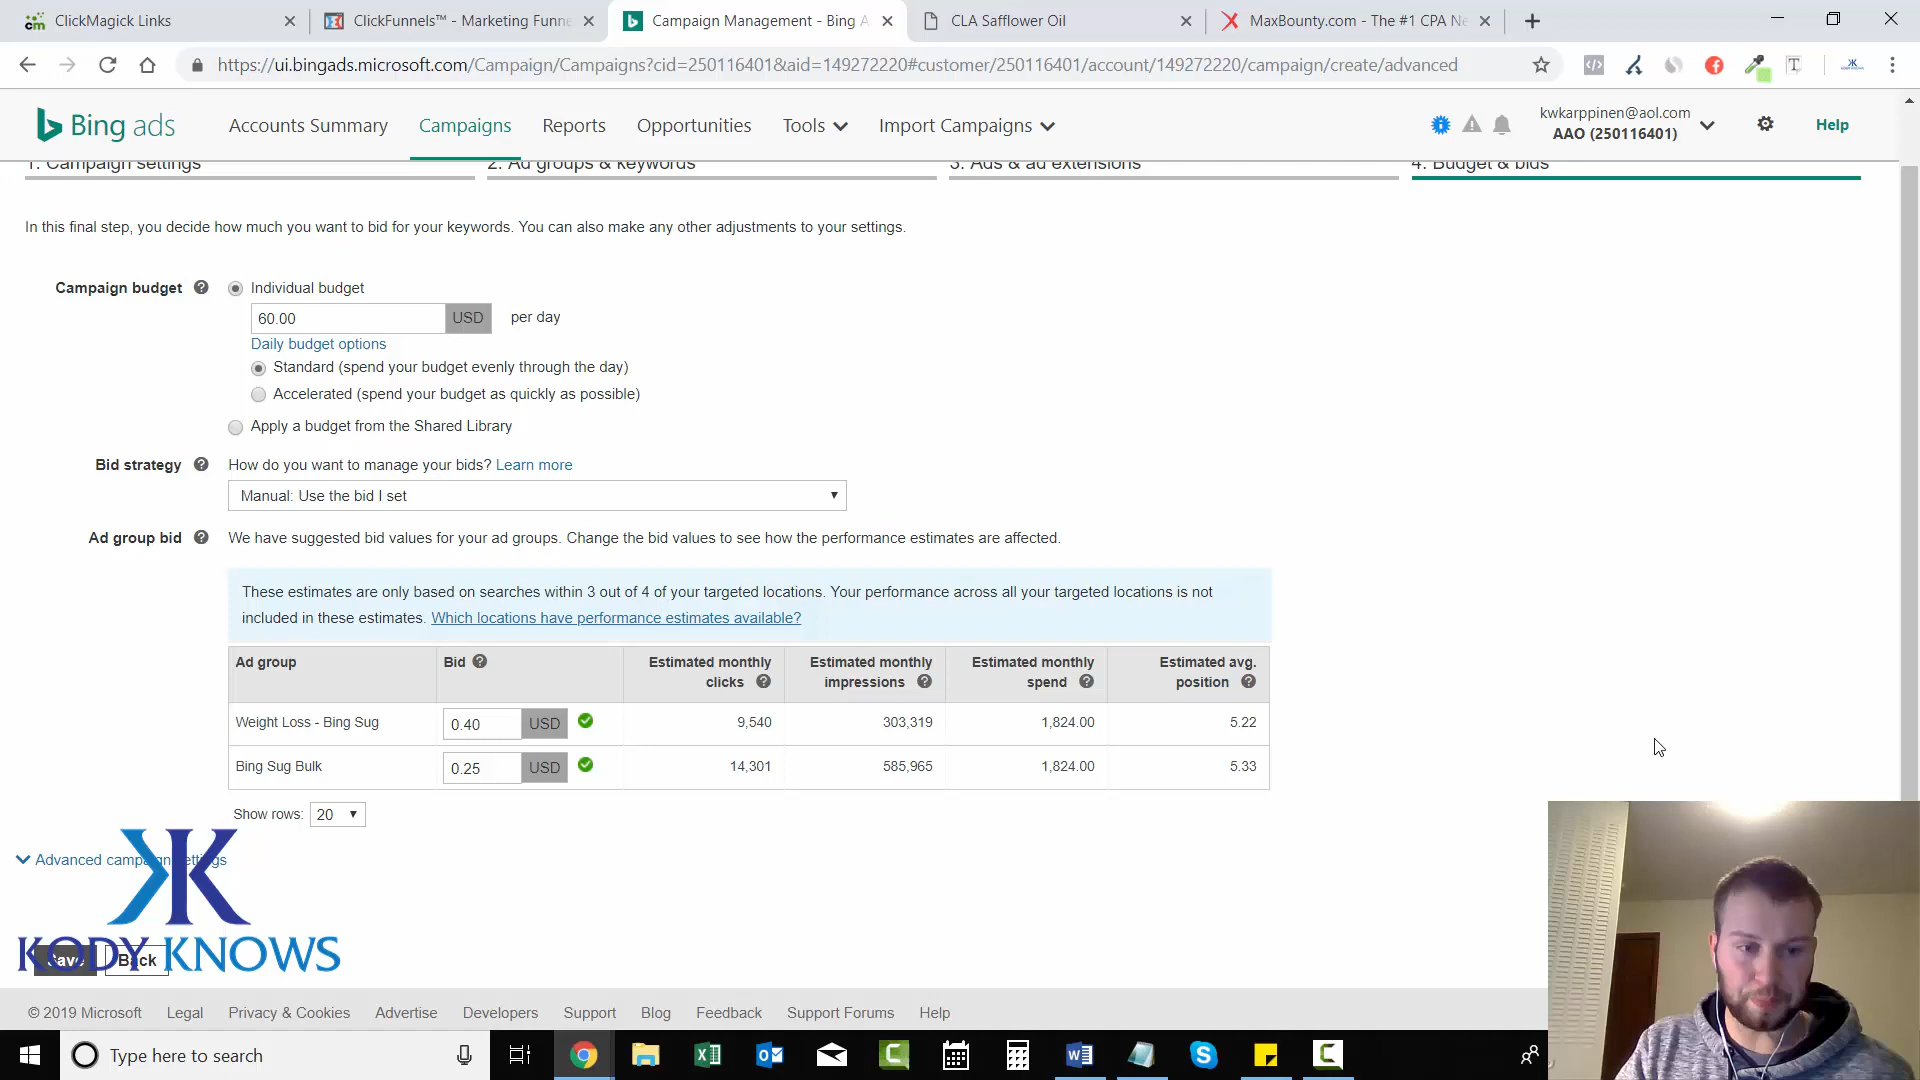 ClickMagick Links
ClickFunnels™ - Marketing Funne
Campaign Management - Bing A
CLA Safflower Oil
MaxBounty.com - The #1 CPA Ne
https://ui.bingads.microsoft.com/Campaign/Campaigns?cid=250116401&aid=149272220#customer/250116401/account/149272220/campaign/create/advanced
Bing ads
Accounts Summary
Campaigns
Reports
Opportunities
Tools
Import Campaigns
kwkarppinen@aol.com
AAO (250116401)
Help
1. Campaign settings
2. Ad groups & keywords
3. Ads & ad extensions
4. Budget & bids
In this final step, you decide how much you want to bid for your keywords. You can also make any other adjustments to your settings.
Campaign budget
Individual budget
60.00 USD per day
Daily budget options
Standard (spend your budget evenly through the day)
Accelerated (spend your budget as quickly as possible)
Apply a budget from the Shared Library
Bid strategy
How do you want to manage your bids? Learn more
Manual: Use the bid I set
Ad group bid
We have suggested bid values for your ad groups. Change the bid values to see how the performance estimates are affected.
These estimates are only based on searches within 3 out of 4 of your targeted locations. Your performance across all your targeted locations is not
included in these estimates. Which locations have performance estimates available?
Ad group
Bid
Estimated monthly clicks
Estimated monthly impressions
Estimated monthly spend
Estimated avg. position
Weight Loss - Bing Sug 0.40 USD 9,540 303,319 1,824.00 5.22
Bing Sug Bulk 0.25 USD 14,301 585,965 1,824.00 5.33
Show rows: 20
Advanced campaign settings
KODY KNOWS
Save
Back
© 2019 Microsoft
Legal
Privacy & Cookies
Advertise
Developers
Support
Blog
Feedback
Support Forums
Help
Type here to search